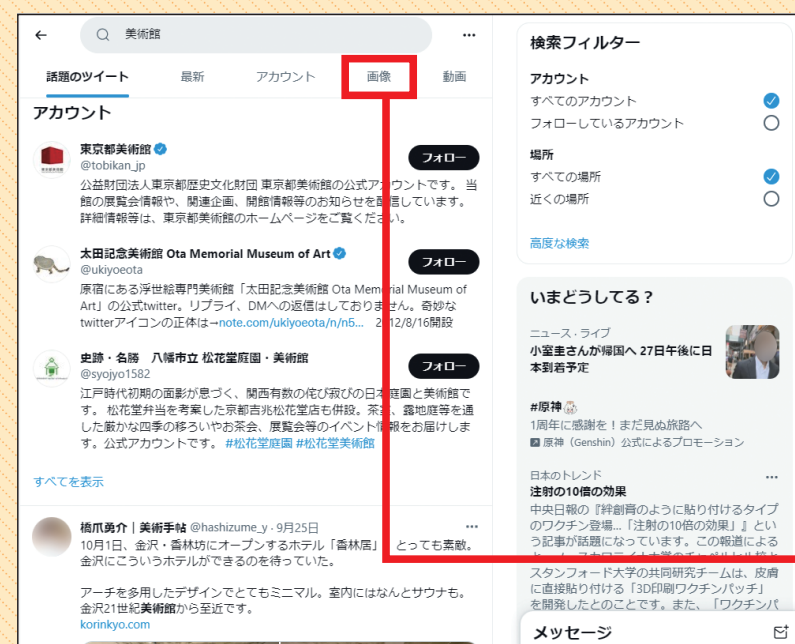 美術館
話題のツイート 最新 アカウント 画像 動画
アカウント
東京都美術館
@tobikan_jp
フォロー
公益財団法人東京都歴史文化財団 東京都美術館の公式アカウントです。 当
館の展覧会情報や、関連企画、開館情報等のお知らせを配信しています。
詳細情報等は、東京都美術館のホームページをご覧ください。
太田記念美術館 Ota Memorial Museum of Art
@ukiyoeota
フォロー
原宿にある浮世絵専門美術館「太田記念美術館 Ota Memorial Museum of
Art」の公式twitter。リプライ、DMへの返信はしておりません。奇妙な
twitterアイコンの正体は→note.com/ukiyoeota/n/n5... 2012/8/16開設
史跡・名勝 八幡市立 松花堂庭園・美術館
@syojyo1582
フォロー
江戸時代初期の面影が息づく、関西有数の侘び寂びの日本庭園と美術館で
す。 松花堂弁当を考案した京都吉兆松花堂店も併設。茶室、露地庭等を通
した厳かな四季の移ろいやお茶会、展覧会等のイベント情報をお届けしま
す。公式アカウントです。 #松花堂庭園 #松花堂美術館
すべてを表示
橋爪勇介｜美術手帖 @hashizume_y · 9月25日
10月1日、金沢・香林坊にオープンするホテル「香林居」 とっても素敵。
金沢にこういうホテルができるのを待っていた。
アーチを多用したデザインでとてもミニマル。室内にはなんとサウナも。
金沢21世紀美術館から至近です。
korinkyo.com
検索フィルター
アカウント
すべてのアカウント
フォローしているアカウント
場所
すべての場所
近くの場所
高度な検索
いまどうしてる？
ニュース · ライブ
小室圭さんが帰国へ 27日午後に日
本到着予定
#原神
1周年に感謝を！まだ見ぬ旅路へ
原神（Genshin）公式によるプロモーション
日本のトレンド
注射の10倍の効果
中央日報の『絆創膏のように貼り付けるタイプ
のワクチン登場…「注射の10倍の効果」』とい
う記事が話題になっています。この報道による
スタンフォード大学の共同研究チームは、皮膚
に直接貼り付ける「3D印刷ワクチンパッチ」
を開発したとのことです。また、「ワクチンパ
メッセージ